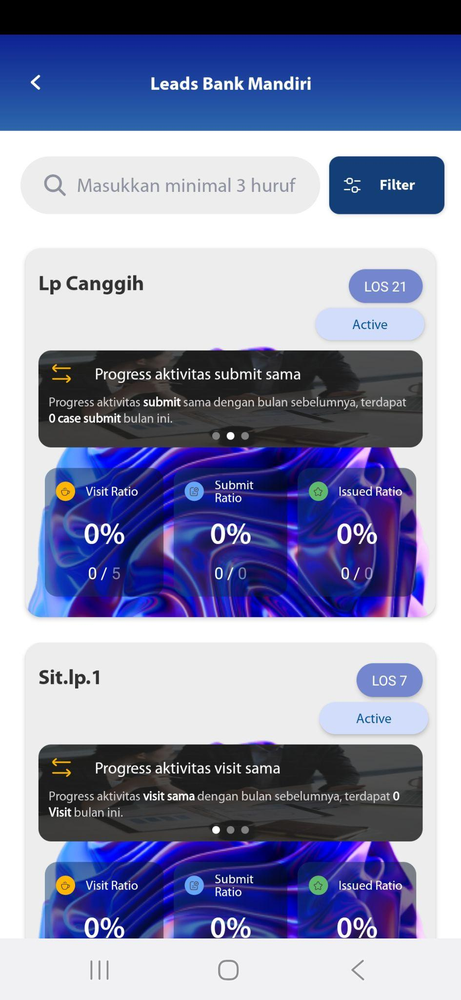 Leads Bank Mandiri
Masukkan minimal 3 huruf
Filter
Lp Canggih
LOS 21
Active
Progress aktivitas submit sama
Progress aktivitas submit sama dengan bulan sebelumnya, terdapat
0 case submit bulan ini.
Visit Ratio
Submit
Ratio
Issued Ratio
0%
0%
0%
0 / 5
0 / 0
0 / 0
Sit.lp.1
LOS 7
Active
Progress aktivitas visit sama
Progress aktivitas visit sama dengan bulan sebelumnya, terdapat 0
Visit bulan ini.
Visit Ratio
Submit
Ratio
Issued Ratio
0%
0%
0%